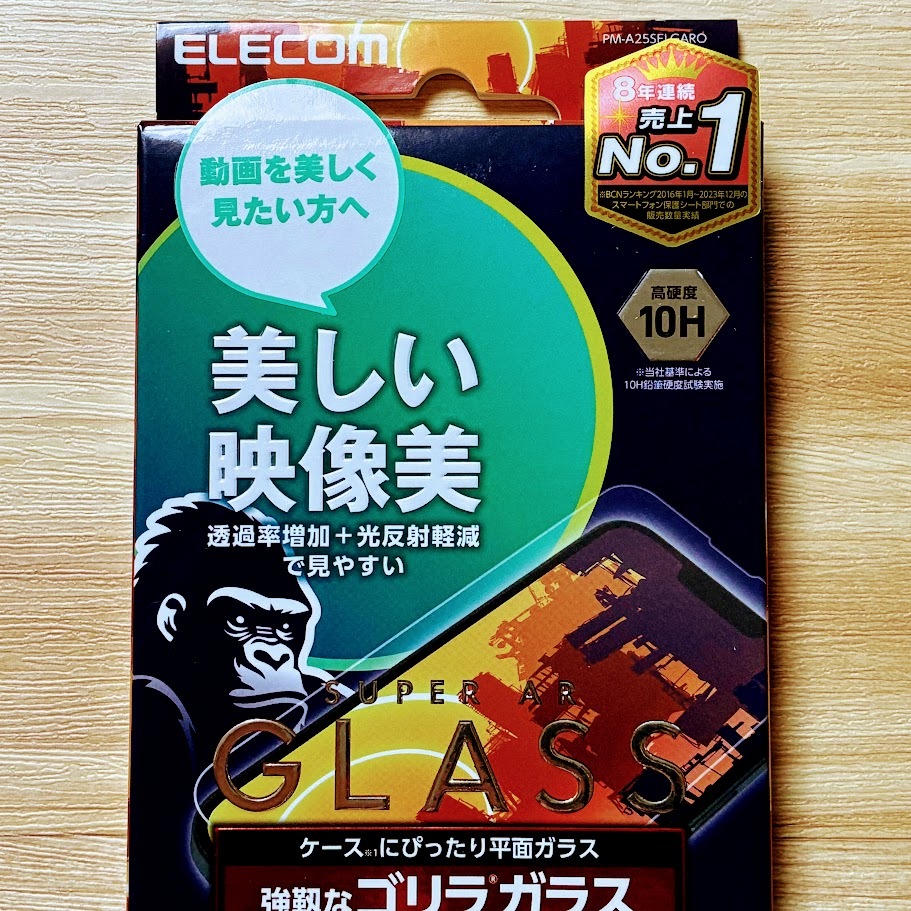 ELECOM
PM-A25SFLGARO
8年連続
売上
No.1
※BCNランキング2016年1月~2023年12月の
スマートフォン保護シート部門での
販売数量実績
動画を美しく
見たい方へ
高硬度
10H
※当社基準による
10H鉛筆硬度試験実施
美しい
映像美
透過率増加+光反射軽減
で見やすい
SUPER AR
GLASS
ケース※1にぴったり平面ガラス
強靱なゴリラ®ガラス